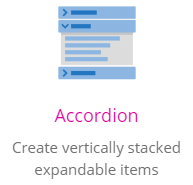 Accordion
Create vertically stacked
expandable items